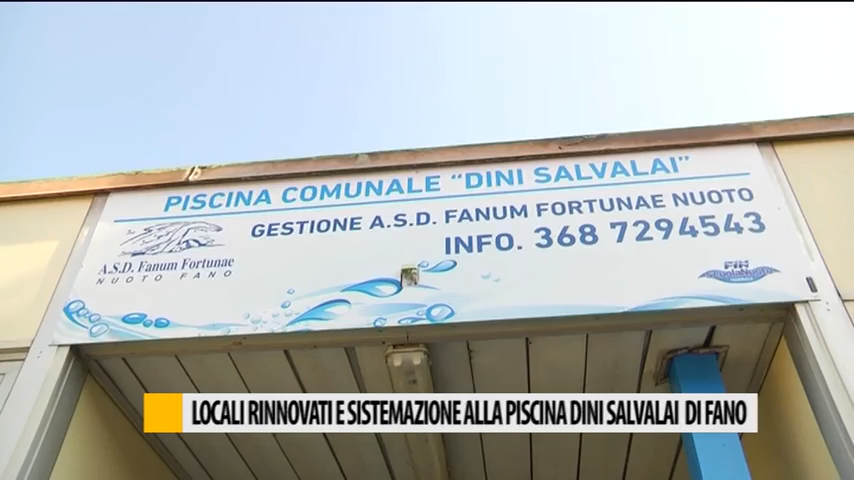 PISCINA COMUNALE "DINI SALVALAI"
GESTIONE A.S.D. FANUM FORTUNAE NUOTO
INFO. 368 7294543
A.S.D. Fanum Fortunae
NUOTO FANO
FIN
ScuolaNuoto
LOCALI RINNOVATI E SISTEMAZIONE ALLA PISCINA DINI SALVALAI DI FANO